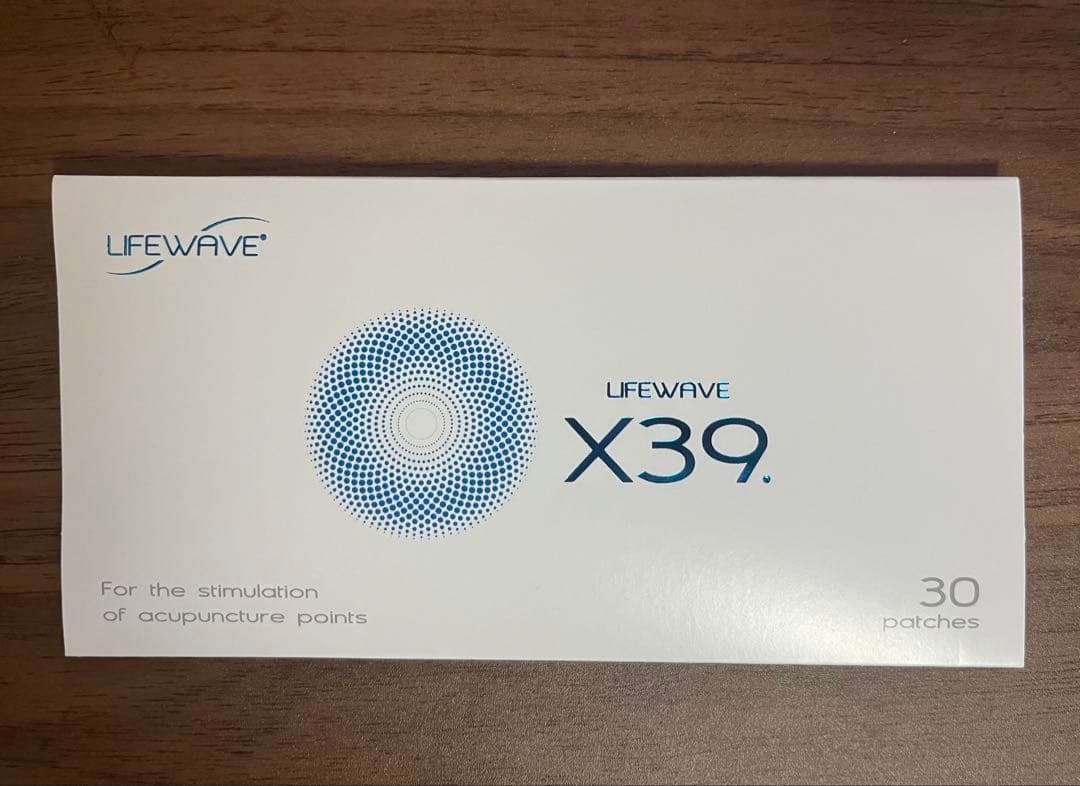 LIFEWAVE®
LIFEWAVE
X39.
For the stimulation
of acupuncture points
30
patches